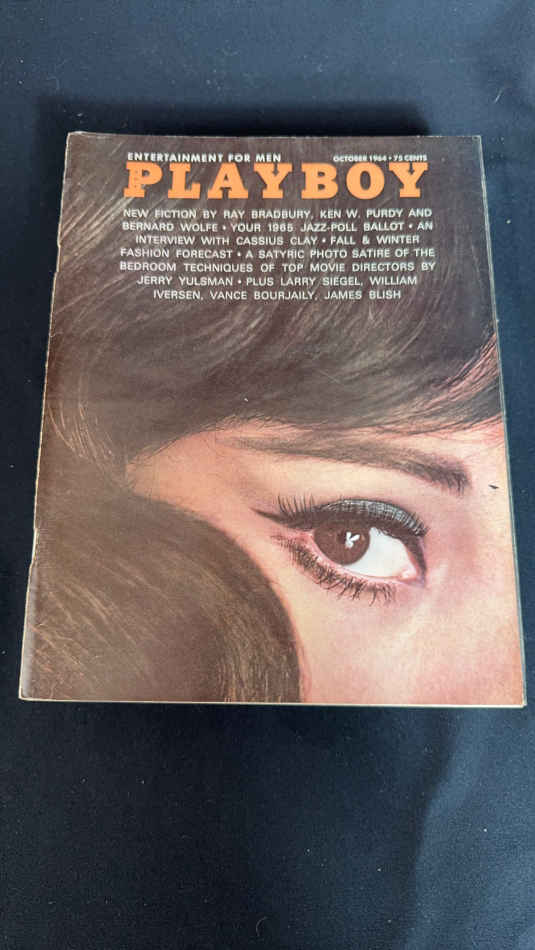 ENTERTAINMENT FOR MEN OCTOBER 1964 • 75 CENTS
PLAYBOY
NEW FICTION BY RAY BRADBURY, KEN W. PURDY AND
BERNARD WOLFE • YOUR 1965 JAZZ-POLL BALLOT • AN
INTERVIEW WITH CASSIUS CLAY • FALL & WINTER
FASHION FORECAST • A SATYRIC PHOTO SATIRE OF THE
BEDROOM TECHNIQUES OF TOP MOVIE DIRECTORS BY
JERRY YULSMAN • PLUS LARRY SIEGEL, WILLIAM
IVERSEN, VANCE BOURJAILY, JAMES BLISH